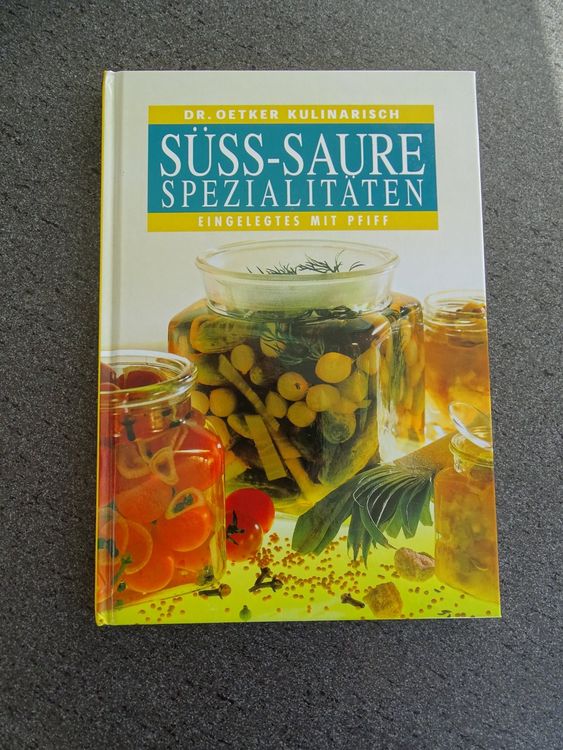 DR. OETKER KULINARISCH
SÜSS-SAURE
SPEZIALITÄTEN
EINGELEGTES MIT PFIFF